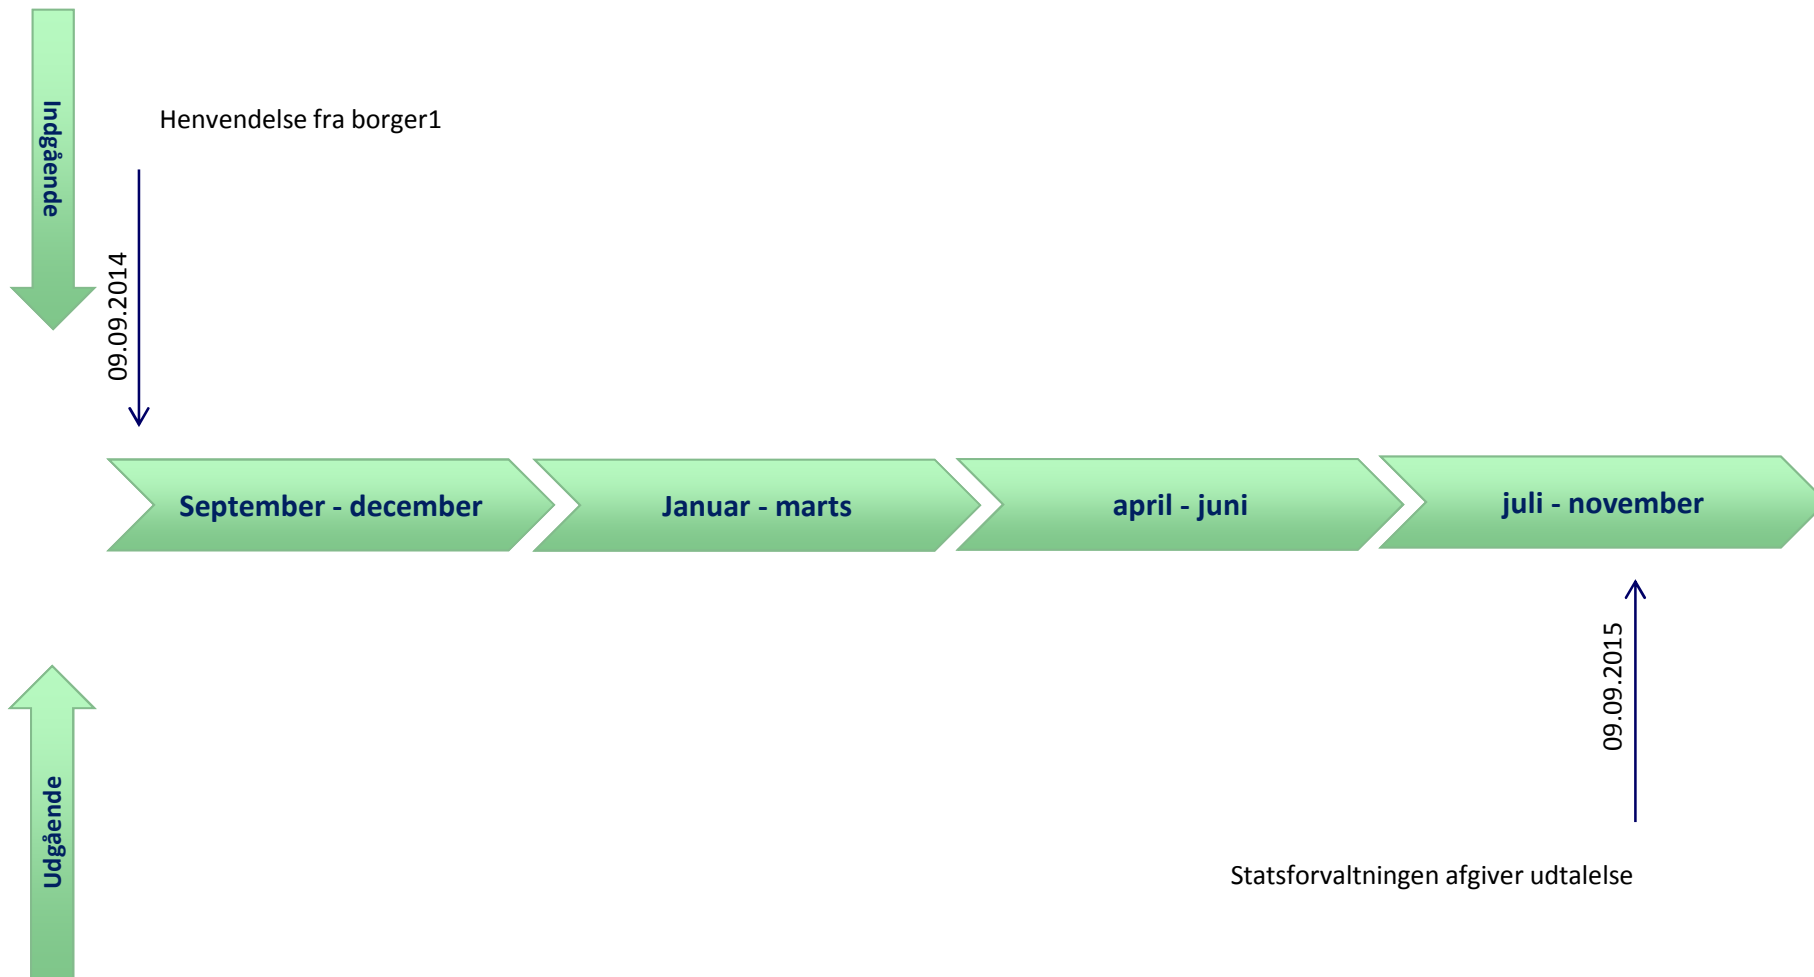 Indgående
Henvendelse fra borger1
09.09.2014
September - december
Januar - marts
april - juni
juli - november
09.09.2015
Udgående
Statsforvaltningen afgiver udtalelse